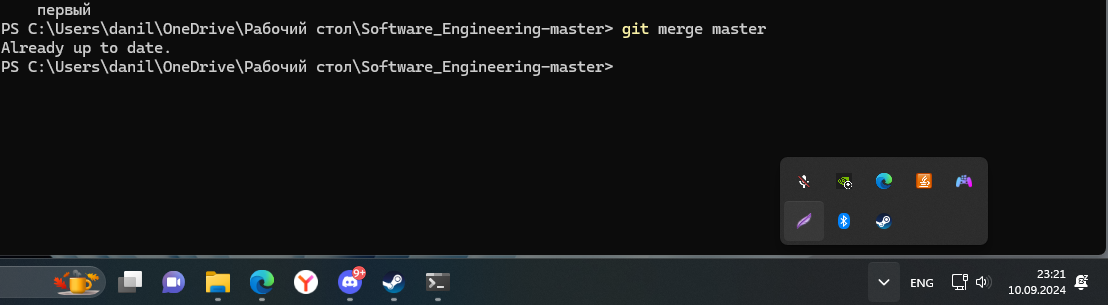 первый
PS C:\Users\danil\OneDrive\Рабочий стол\Software_Engineering-master> git merge master
Already up to date.
PS C:\Users\danil\OneDrive\Рабочий стол\Software_Engineering-master>
9+
ENG
23:21
10.09.2024